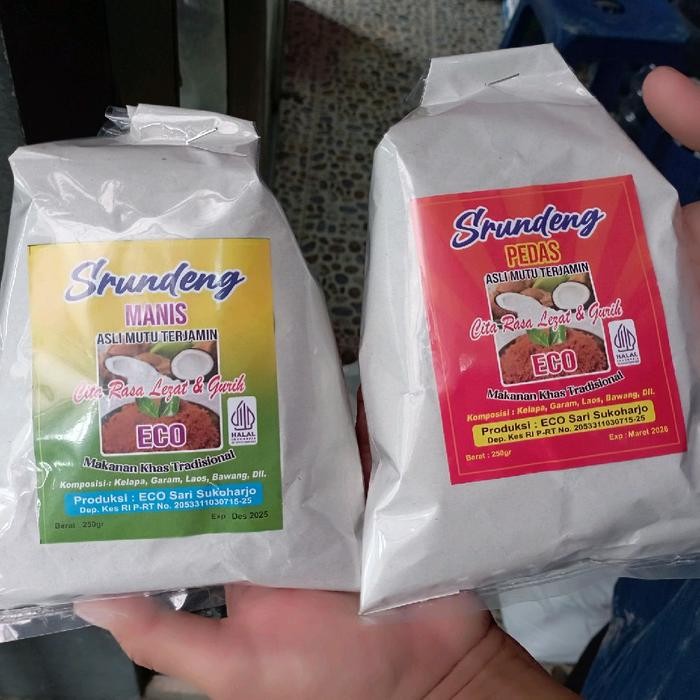 Srundeng
MANIS
ASLI MUTU TERJAMIN
Cita Rasa Lezat & Gurih
ECO
HALAL
INDONESIA
Makanan Khas Tradisional
Komposisi : Kelapa, Garam, Laos, Bawang, Dll.
Produksi : ECO Sari Sukoharjo
Dep. Kes RI P-RT No. 2053311030715-25
Berat : 250gr
Exp : Des 2025
Srundeng
PEDAS
ASLI MUTU TERJAMIN
Cita Rasa Lezat & Gurih
ECO
HALAL
INDONESIA
Makanan Khas Tradisional
Komposisi : Kelapa, Garam, Laos, Bawang, Dll.
Produksi : ECO Sari Sukoharjo
Dep. Kes RI P-RT No. 2053311030715-25
Berat : 250gr
Exp : Maret 2026